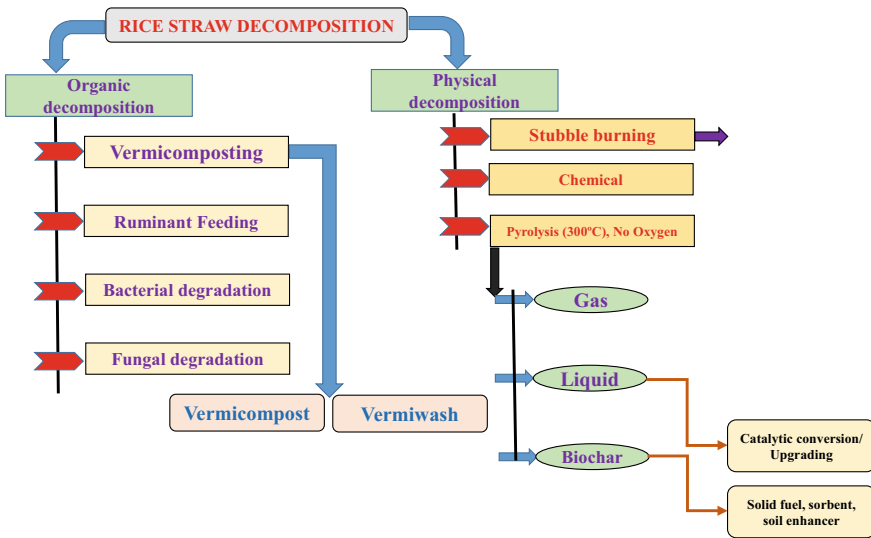 RICE STRAW DECOMPOSITION
Organic
decomposition
Vermicomposting
Ruminant Feeding
Bacterial degradation
Fungal degradation
Vermicompost
Vermiwash
Physical
decomposition
Stubble burning
Chemical
Pyrolysis (300ºC), No Oxygen
Gas
Liquid
Biochar
Catalytic conversion/
Upgrading
Solid fuel, sorbent,
soil enhancer